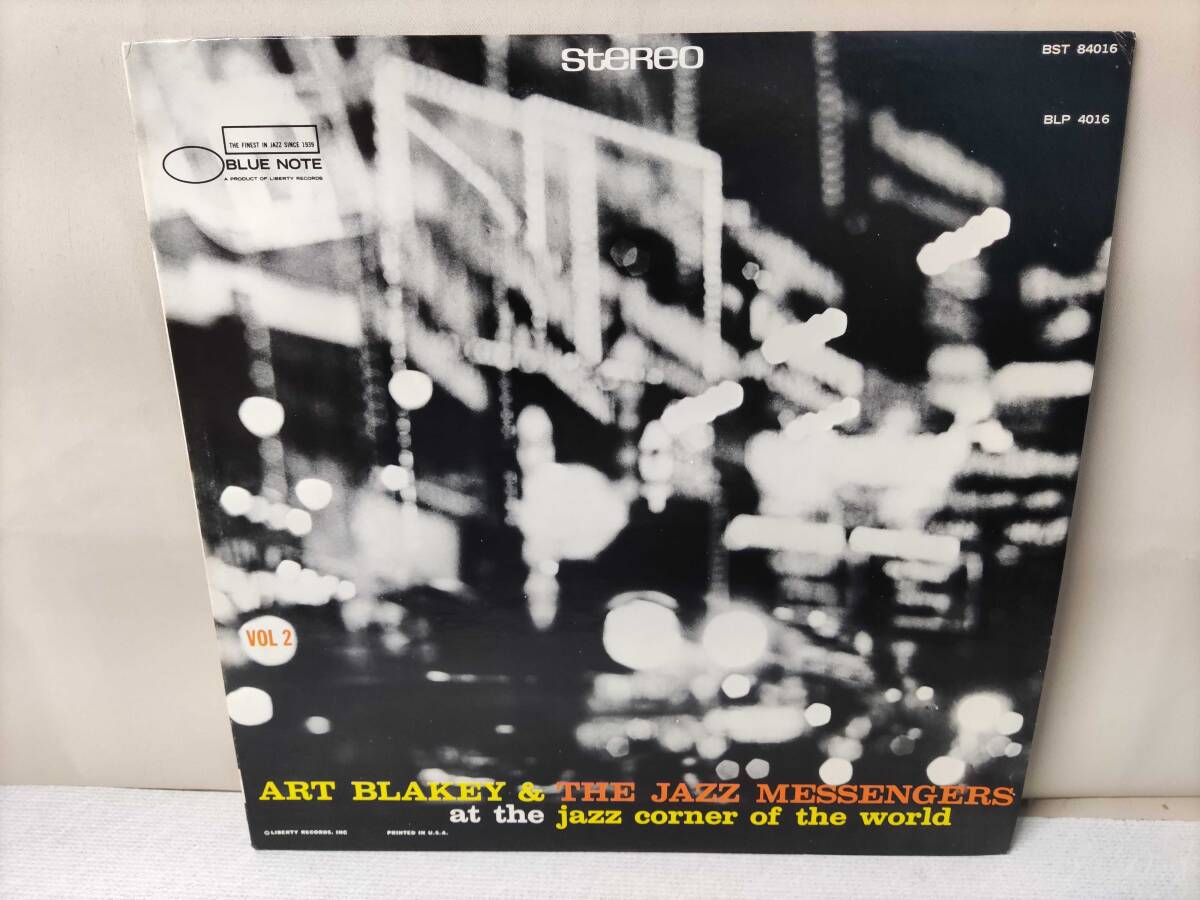 stereo
BST 84016
BLP 4016
THE FINEST IN JAZZ SINCE 1939
BLUE NOTE
A PRODUCT OF LIBERTY RECORDS
VOL 2
ART BLAKEY & THE JAZZ MESSENGERS
at the jazz corner of the world
© LIBERTY RECORDS, INC
PRINTED IN U.S.A.